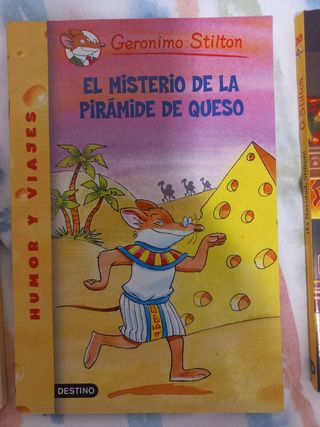 Geronimo Stilton
EL MISTERIO DE LA
PIRÁMIDE DE QUESO
HUMOR Y VIAJES
DESTINO